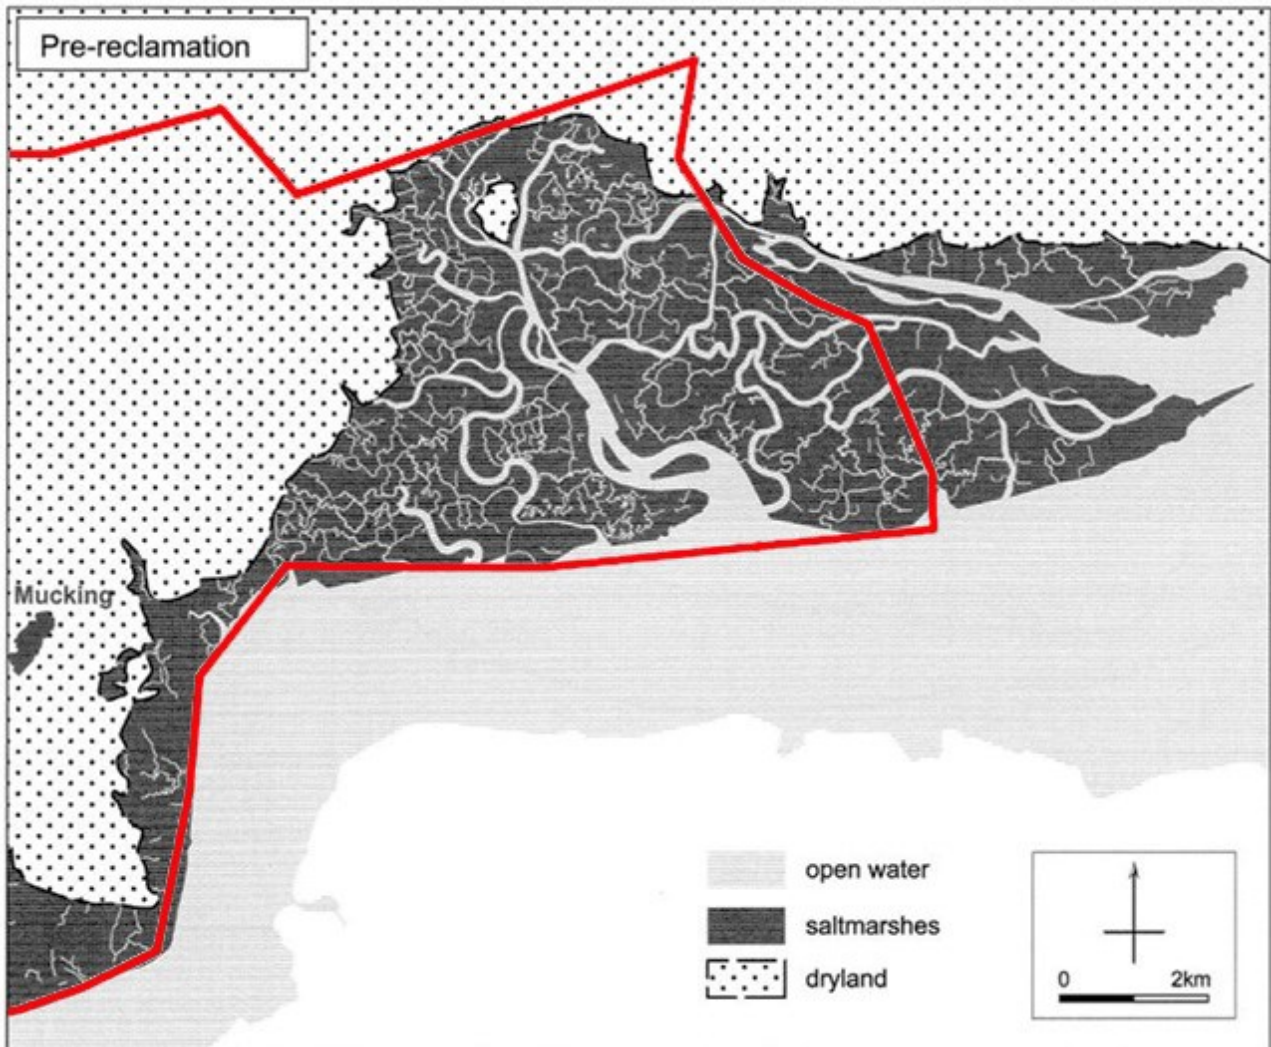 Pre-reclamation
Mucking
open water
saltmarshes
dryland
0 2km